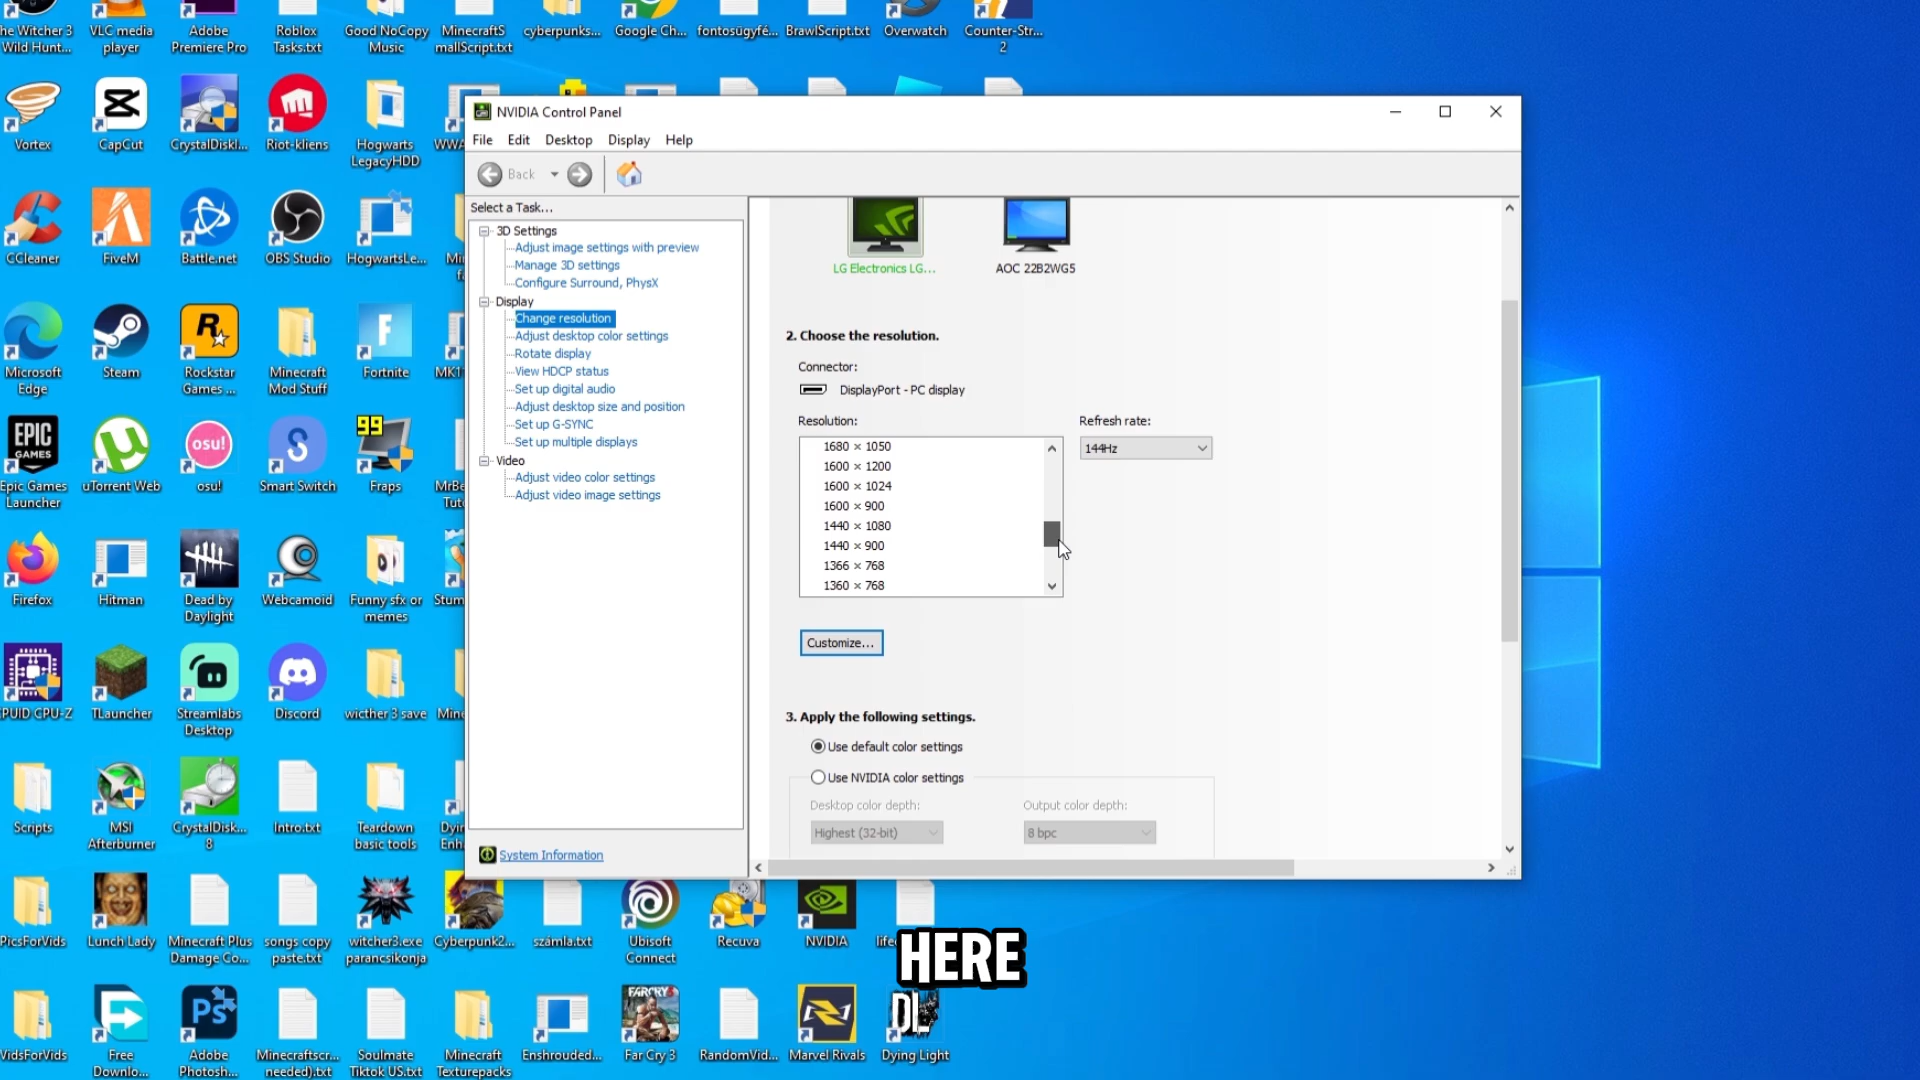 The Witcher 3
Wild Hunt...
VLC media
player
Adobe
Premiere Pro
Roblox
Tasks.txt
Good NoCopy
Music
MinecraftS
mallScript.txt
cyberpunks...
Google Ch...
fontosügyfé...
BrawlScript.txt
Overwatch
Counter-Str...
2
Vortex
CapCut
CrystalDiskI...
Riot-kliens
Hogwarts
LegacyHDD
CCleaner
FiveM
Battle.net
OBS Studio
HogwartsLe...
Microsoft
Edge
Steam
Rockstar
Games ...
Minecraft
Mod Stuff
Fortnite
EPIC
GAMES
Epic Games
Launcher
uTorrent Web
osu!
osu!
Smart Switch
99
Fraps
Firefox
Hitman
Dead by
Daylight
Webcamoid
Funny sfx or
memes
CPUID CPU-Z
TLauncher
Streamlabs
Desktop
Discord
wicther 3 save
Scripts
MSI
Afterburner
CrystalDisk...
8
Intro.txt
Teardown
basic tools
PicsForVids
Lunch Lady
Minecraft Plus
Damage Co...
songs copy
paste.txt
witcher3.exe
parancsikonja
Cyberpunk2...
számla.txt
Ubisoft
Connect
Recuva
NVIDIA
VidsForVids
Free
Downlo...
Ps
Adobe
Photosh...
Minecraftscr...
needed).txt
Soulmate
Tiktok US.txt
Minecraft
Texturepacks
Enshrouded...
FARCRY3
Far Cry 3
RandomVid...
Marvel Rivals
DL
Dying Light
NVIDIA Control Panel
File Edit Desktop Display Help
Back
Select a Task...
3D Settings
Adjust image settings with preview
Manage 3D settings
Configure Surround, PhysX
Display
Change resolution
Adjust desktop color settings
Rotate display
View HDCP status
Set up digital audio
Adjust desktop size and position
Set up G-SYNC
Set up multiple displays
Video
Adjust video color settings
Adjust video image settings
System Information
LG Electronics LG...
AOC 22B2WG5
2. Choose the resolution.
Connector:
DisplayPort - PC display
Resolution:
Refresh rate:
1680 × 1050
1600 × 1200
1600 × 1024
1600 × 900
1440 × 1080
1440 × 900
1366 × 768
1360 × 768
144Hz
Customize...
3. Apply the following settings.
Use default color settings
Use NVIDIA color settings
Desktop color depth:
Output color depth:
Highest (32-bit)
8 bpc
HERE